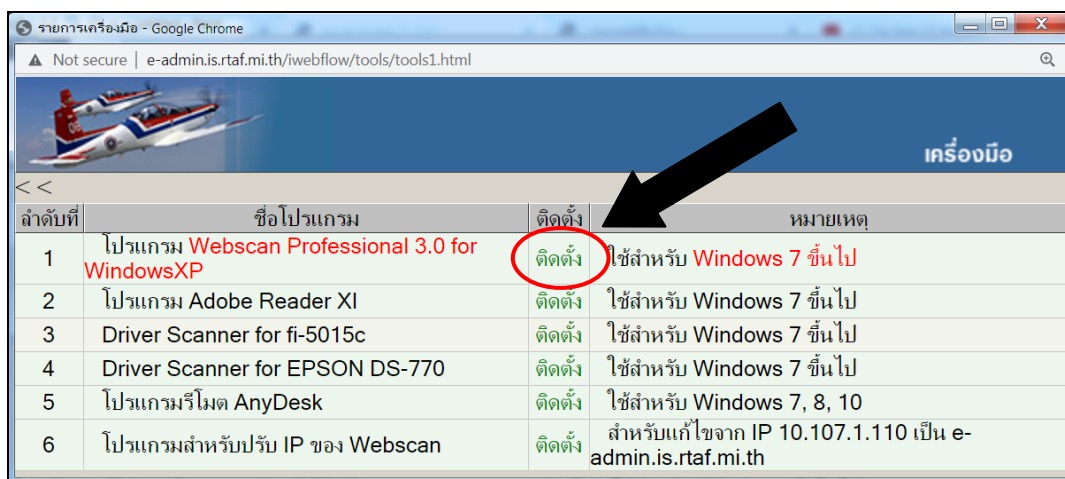 รายการเครื่องมือ - Google Chrome
Not secure | e-admin.is.rtaf.mi.th/iwebflow/tools/tools1.html
เครื่องมือ
<<
ลำดับที่ ชื่อโปรแกรม ติดตั้ง หมายเหตุ
1 โปรแกรม Webscan Professional 3.0 for WindowsXP ติดตั้ง ใช้สำหรับ Windows 7 ขึ้นไป
2 โปรแกรม Adobe Reader XI ติดตั้ง ใช้สำหรับ Windows 7 ขึ้นไป
3 Driver Scanner for fi-5015c ติดตั้ง ใช้สำหรับ Windows 7 ขึ้นไป
4 Driver Scanner for EPSON DS-770 ติดตั้ง ใช้สำหรับ Windows 7 ขึ้นไป
5 โปรแกรมรีโมต AnyDesk ติดตั้ง ใช้สำหรับ Windows 7, 8, 10
6 โปรแกรมสำหรับปรับ IP ของ Webscan ติดตั้ง สำหรับแก้ไขจาก IP 10.107.1.110 เป็น e-
admin.is.rtaf.mi.th